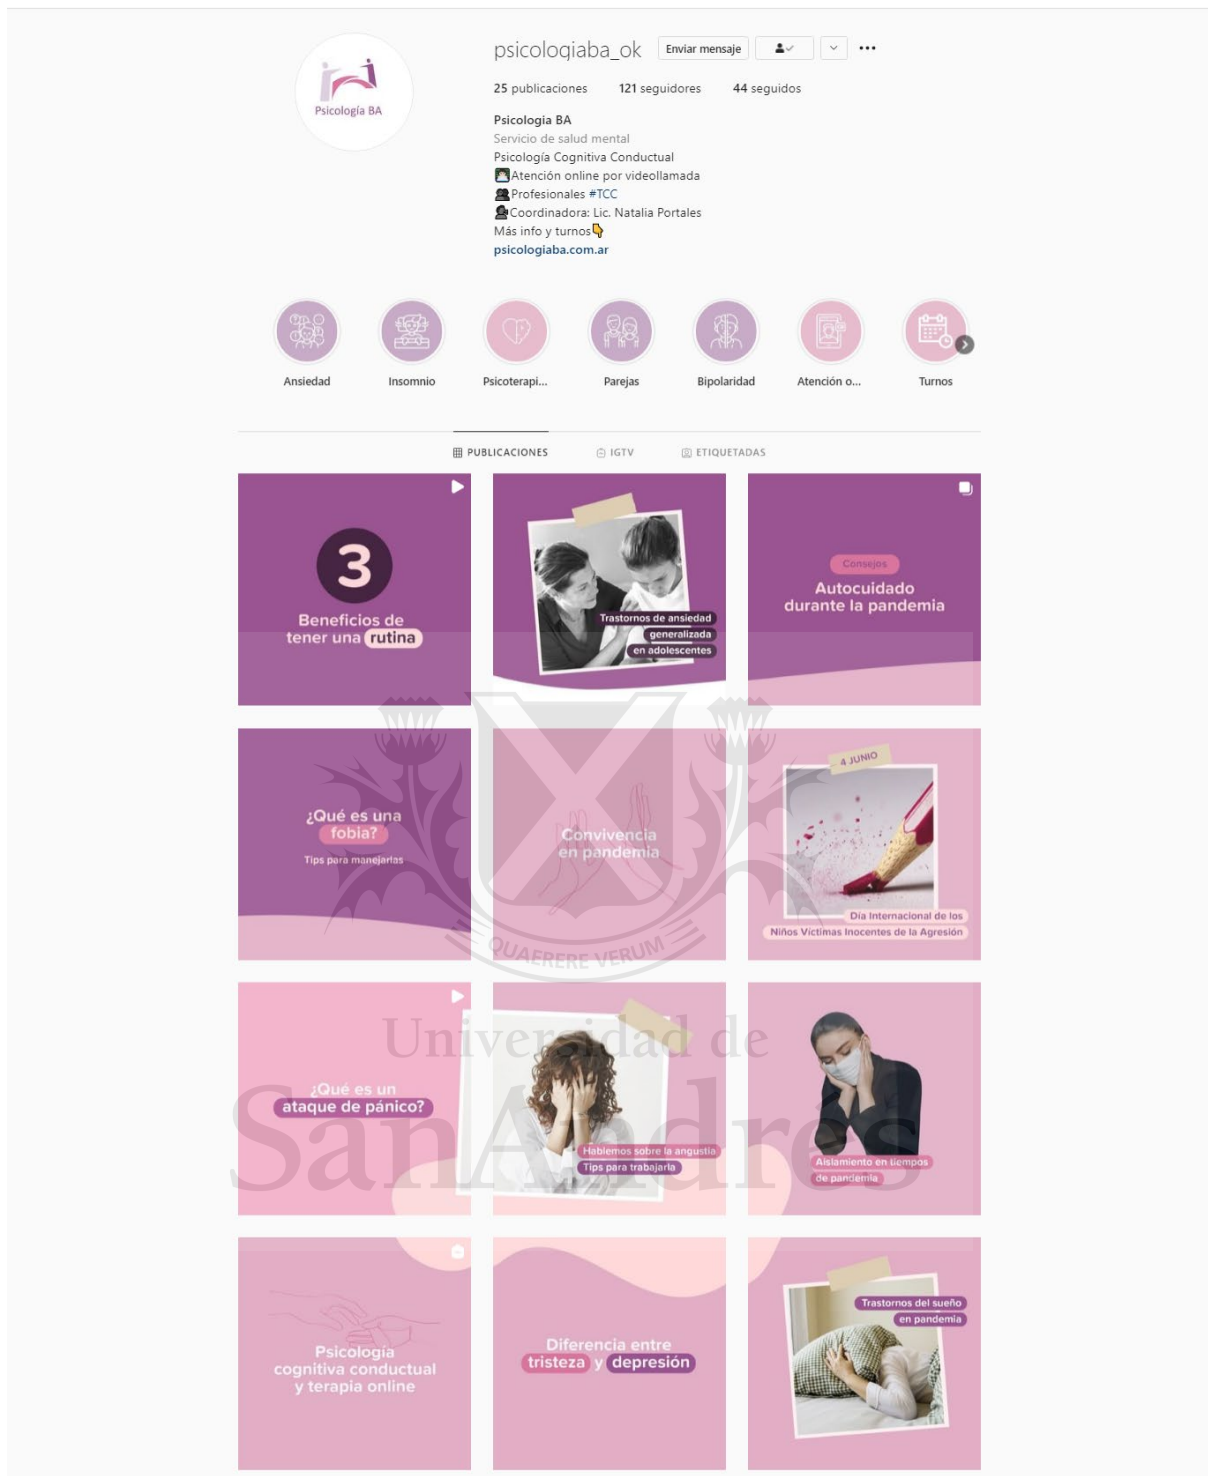 psicologiaba_ok Enviar mensaje
25 publicaciones 121 seguidores 44 seguidos
Psicología BA
Psicologia BA
Servicio de salud mental
Psicología Cognitiva Conductual
Atención online por videollamada
Profesionales #TCC
Coordinadora: Lic. Natalia Portales
Más info y turnos
psicologiaba.com.ar
Ansiedad Insomnio Psicoterapi... Parejas Bipolaridad Atención o... Turnos
PUBLICACIONES IGTV ETIQUETADAS
3
Beneficios de
tener una rutina
Trastornos de ansiedad
generalizada
en adolescentes
Consejos
Autocuidado
durante la pandemia
¿Qué es una
fobia?
Tips para manejarlas
Convivencia
en pandemia
4 JUNIO
Día Internacional de los
Niños Víctimas Inocentes de la Agresión
QUAERERE VERUM
Universidad de
SanAndrés
¿Qué es un
ataque de pánico?
Hablemos sobre la angustia
Tips para trabajarla
Aislamiento en tiempos
de pandemia
Psicología
cognitiva conductual
y terapia online
Diferencia entre
tristeza y depresión
Trastornos del sueño
en pandemia